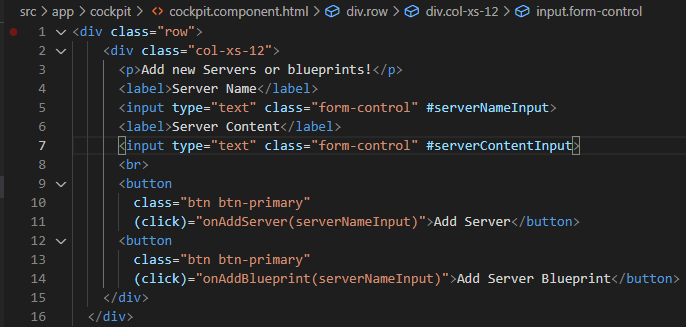 src > app > cockpit > cockpit.component.html > div.row > div.col-xs-12 > input.form-control
1 <div class="row">
2 <div class="col-xs-12">
3 <p>Add new Servers or blueprints!</p>
4 <label>Server Name</label>
5 <input type="text" class="form-control" #serverNameInput>
6 <label>Server Content</label>
7 <input type="text" class="form-control" #serverContentInput>
8 <br>
9 <button
10 class="btn btn-primary"
11 (click)="onAddServer(serverNameInput)">Add Server</button>
12 <button
13 class="btn btn-primary"
14 (click)="onAddBlueprint(serverNameInput)">Add Server Blueprint</button>
15 </div>
16 </div>